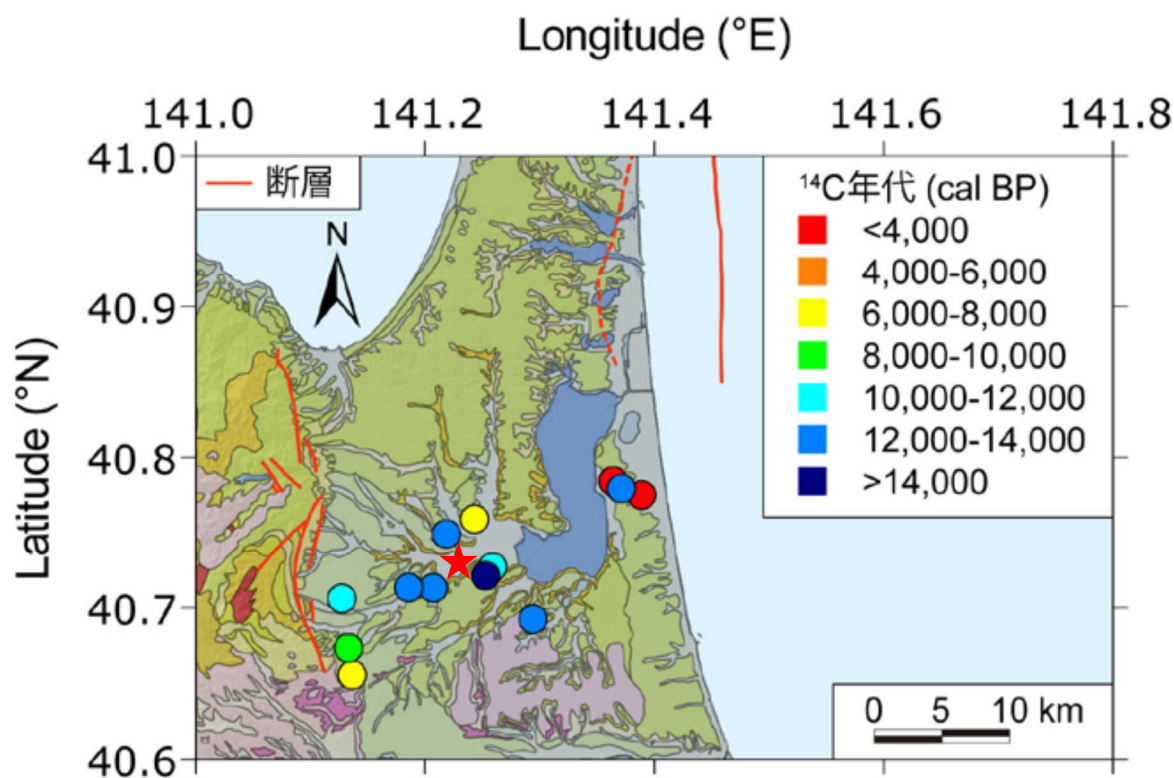 Longitude (°E)
141.0 141.2 141.4 141.6 141.8
Latitude (°N)
41.0
40.9
40.8
40.7
40.6
断層
N
¹⁴C年代 (cal BP)
<4,000
4,000-6,000
6,000-8,000
8,000-10,000
10,000-12,000
12,000-14,000
>14,000
0 5 10 km